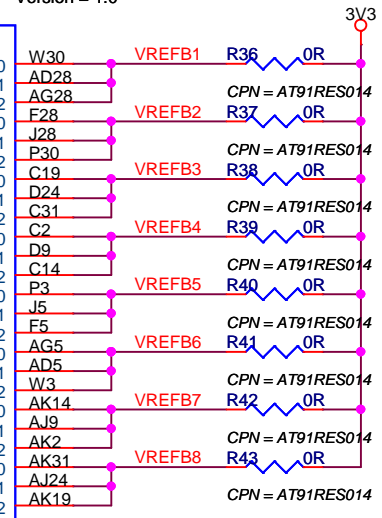 Version = 1.0
3V3
W30 VREFB1 R36 0R
AD28
AG28 CPN = AT91RES014
F28 VREFB2 R37 0R
J28
P30 CPN = AT91RES014
C19 VREFB3 R38 0R
D24
C31 CPN = AT91RES014
C2 VREFB4 R39 0R
D9
C14 CPN = AT91RES014
P3 VREFB5 R40 0R
J5
F5 CPN = AT91RES014
AG5 VREFB6 R41 0R
AD5
W3 CPN = AT91RES014
AK14 VREFB7 R42 0R
AJ9
AK2 CPN = AT91RES014
AK31 VREFB8 R43 0R
AJ24
AK19 CPN = AT91RES014